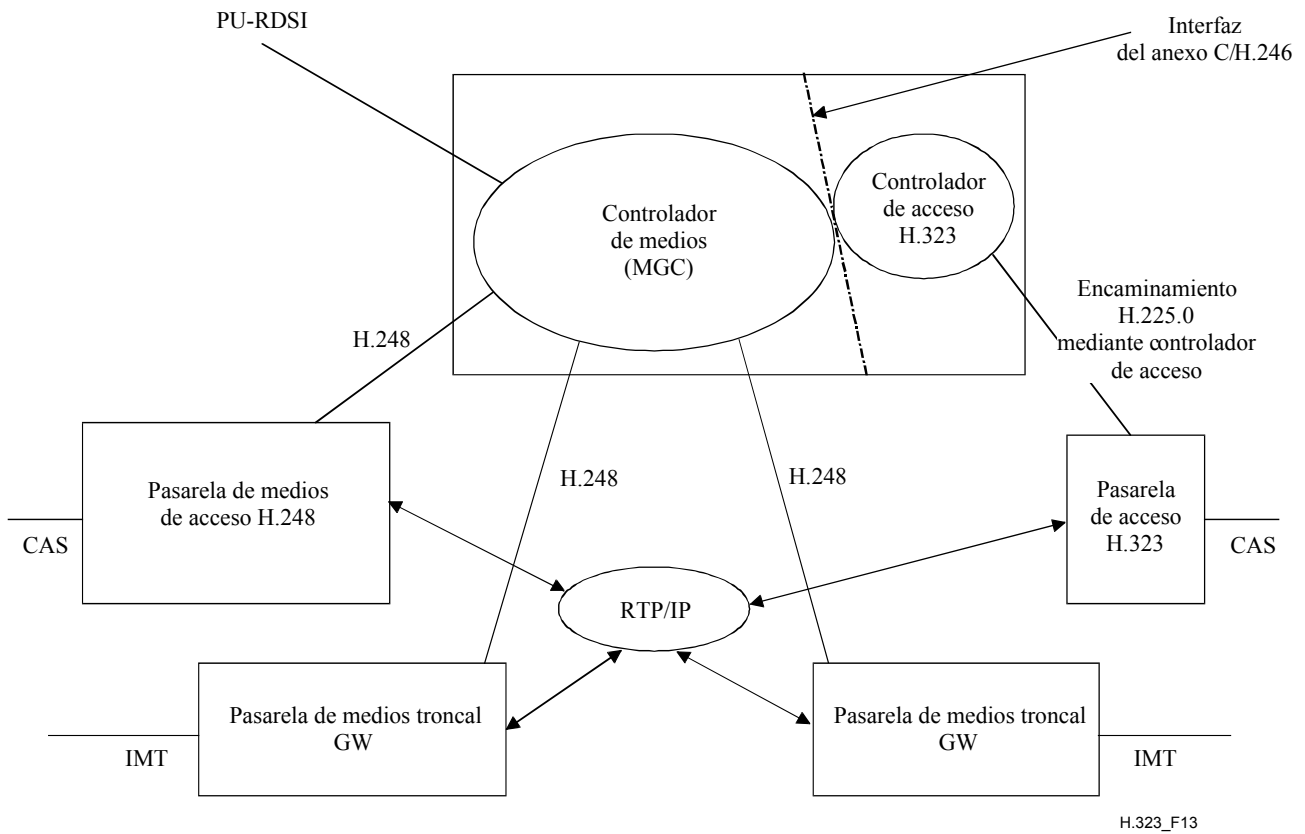 PU-RDSI
Interfaz
del anexo C/H.246
Controlador
de medios
(MGC)
Controlador
de acceso
H.323
Encaminamiento
H.225.0
mediante controlador
de acceso
H.248
Pasarela de medios
de acceso H.248
H.248
H.248
Pasarela
de acceso
H.323
CAS
CAS
RTP/IP
Pasarela de medios troncal
GW
Pasarela de medios troncal
GW
IMT
IMT
H.323_F13